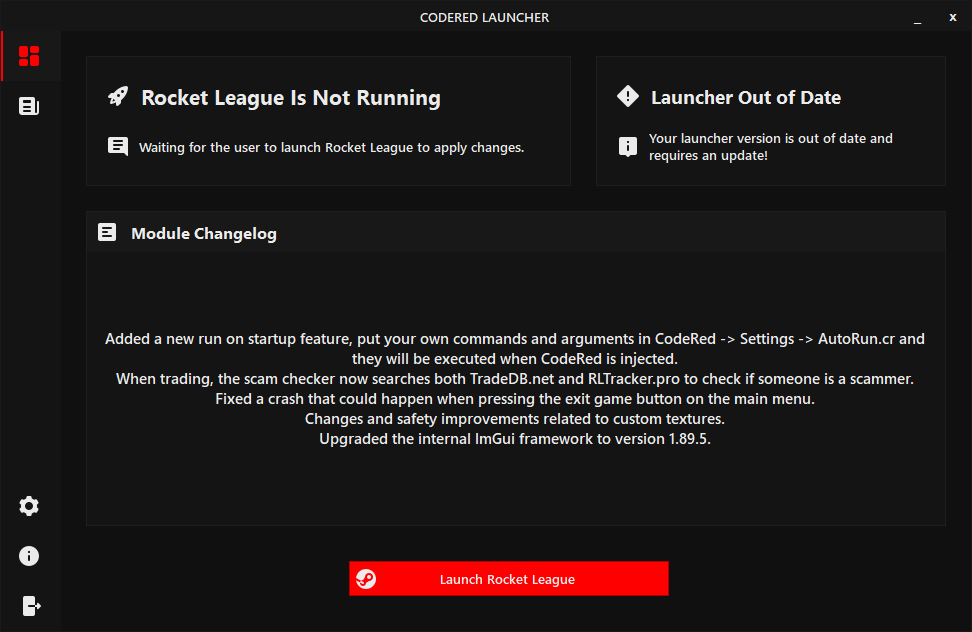 CODERED LAUNCHER
_ x
Rocket League Is Not Running
Waiting for the user to launch Rocket League to apply changes.
Launcher Out of Date
Your launcher version is out of date and
requires an update!
Module Changelog
Added a new run on startup feature, put your own commands and arguments in CodeRed -> Settings -> AutoRun.cr and
they will be executed when CodeRed is injected.
When trading, the scam checker now searches both TradeDB.net and RLTracker.pro to check if someone is a scammer.
Fixed a crash that could happen when pressing the exit game button on the main menu.
Changes and safety improvements related to custom textures.
Upgraded the internal ImGui framework to version 1.89.5.
Launch Rocket League